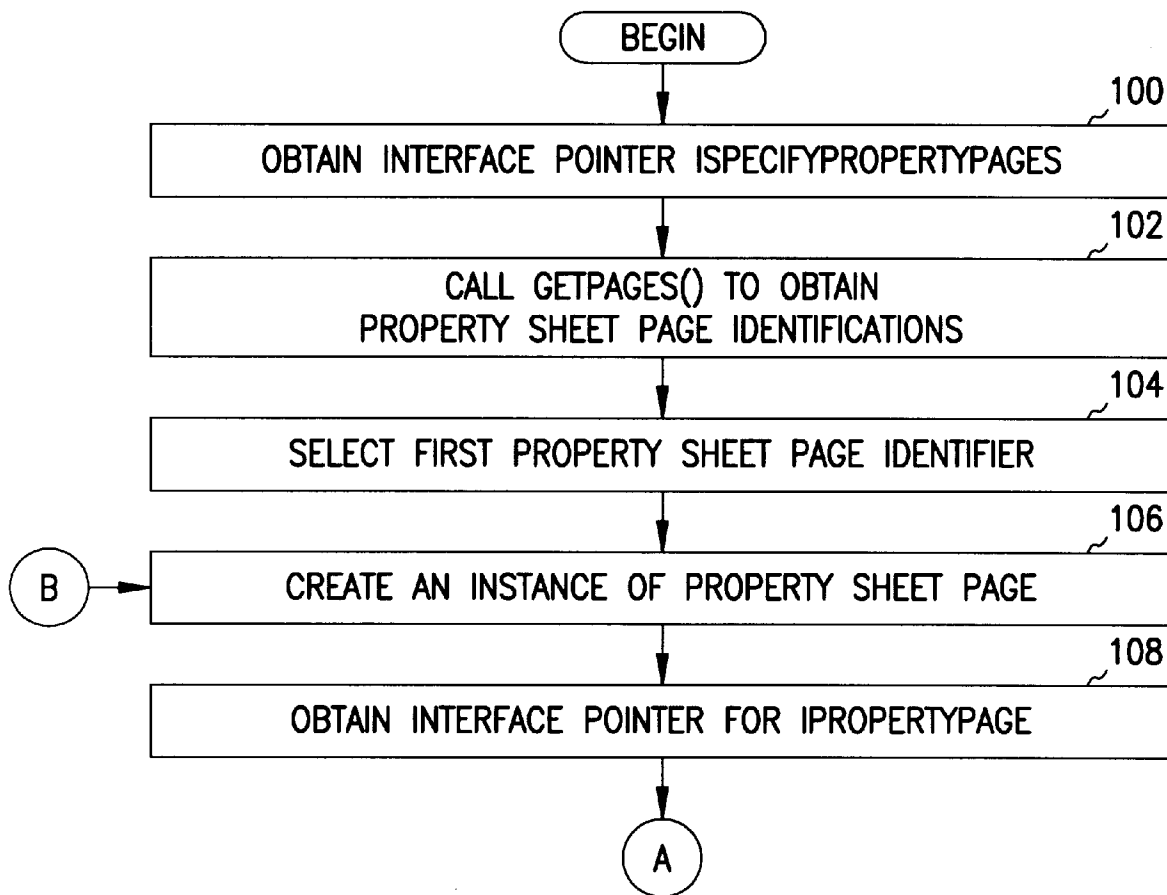 BEGIN
100
OBTAIN INTERFACE POINTER ISPECIFYPROPERTYPAGES
102
CALL GETPAGES() TO OBTAIN
PROPERTY SHEET PAGE IDENTIFICATIONS
104
SELECT FIRST PROPERTY SHEET PAGE IDENTIFIER
106
B
CREATE AN INSTANCE OF PROPERTY SHEET PAGE
108
OBTAIN INTERFACE POINTER FOR IPROPERTYPAGE
A